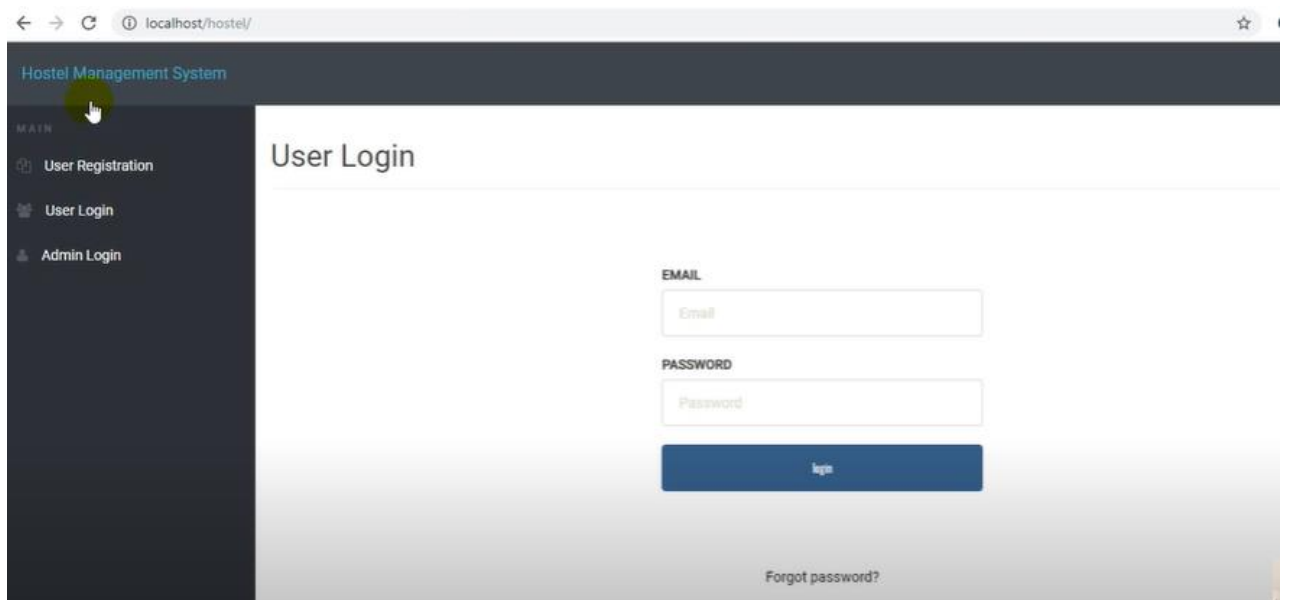 localhost/hostel/
Hostel Management System
MAIN
User Registration
User Login
Admin Login
User Login
EMAIL
Email
PASSWORD
Password
login
Forgot password?